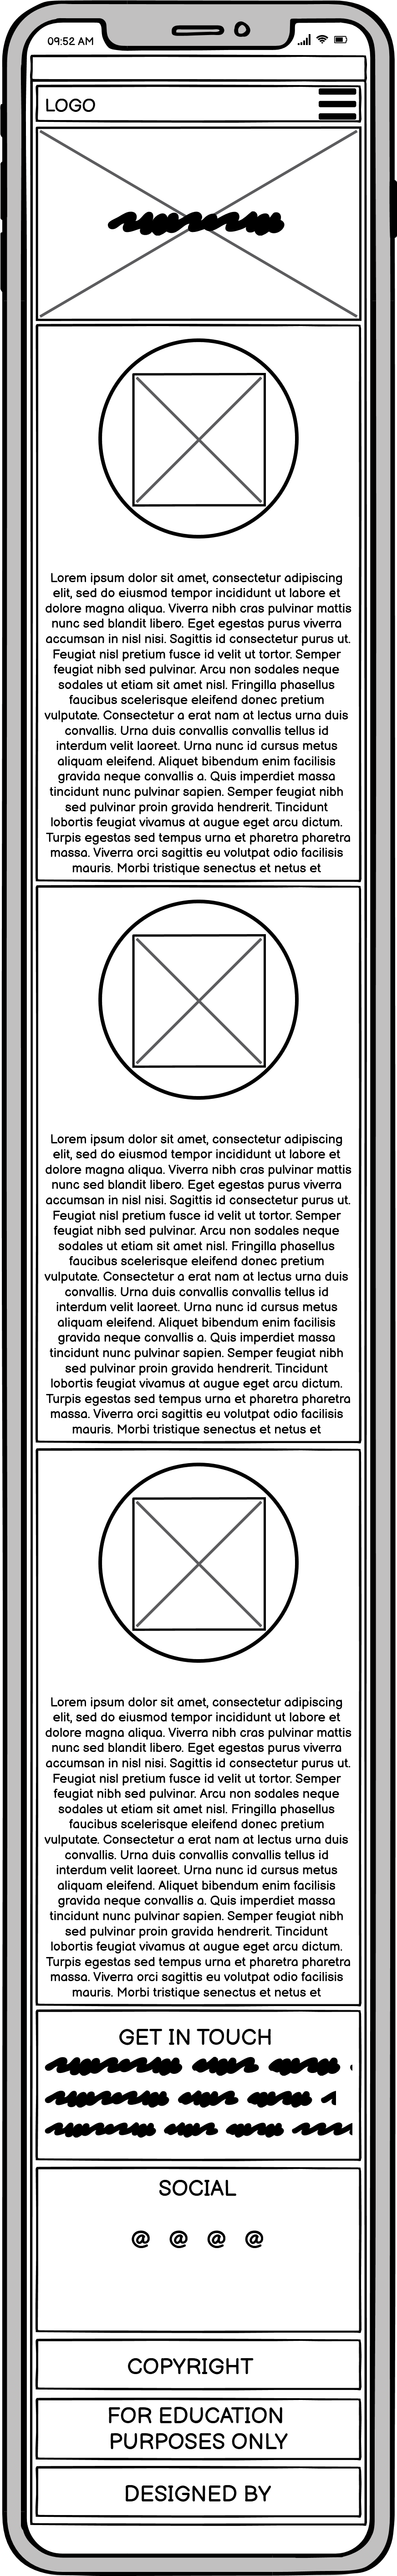 09:52 AM
LOGO
Lorem ipsum dolor sit amet, consectetur adipiscing
elit, sed do eiusmod tempor incididunt ut labore et
dolore magna aliqua. Viverra nibh cras pulvinar mattis
nunc sed blandit libero. Eget egestas purus viverra
accumsan in nisl nisi. Sagittis id consectetur purus ut.
Feugiat nisl pretium fusce id velit ut tortor. Semper
feugiat nibh sed pulvinar. Arcu non sodales neque
sodales ut etiam sit amet nisl. Fringilla phasellus
faucibus scelerisque eleifend donec pretium
vulputate. Consectetur a erat nam at lectus urna duis
convallis. Urna duis convallis convallis tellus id
interdum velit laoreet. Urna nunc id cursus metus
aliquam eleifend. Aliquet bibendum enim facilisis
gravida neque convallis a. Quis imperdiet massa
tincidunt nunc pulvinar sapien. Semper feugiat nibh
sed pulvinar proin gravida hendrerit. Tincidunt
lobortis feugiat vivamus at augue eget arcu dictum.
Turpis egestas sed tempus urna et pharetra pharetra
massa. Viverra orci sagittis eu volutpat odio facilisis
mauris. Morbi tristique senectus et netus et
Lorem ipsum dolor sit amet, consectetur adipiscing
elit, sed do eiusmod tempor incididunt ut labore et
dolore magna aliqua. Viverra nibh cras pulvinar mattis
nunc sed blandit libero. Eget egestas purus viverra
accumsan in nisl nisi. Sagittis id consectetur purus ut.
Feugiat nisl pretium fusce id velit ut tortor. Semper
feugiat nibh sed pulvinar. Arcu non sodales neque
sodales ut etiam sit amet nisl. Fringilla phasellus
faucibus scelerisque eleifend donec pretium
vulputate. Consectetur a erat nam at lectus urna duis
convallis. Urna duis convallis convallis tellus id
interdum velit laoreet. Urna nunc id cursus metus
aliquam eleifend. Aliquet bibendum enim facilisis
gravida neque convallis a. Quis imperdiet massa
tincidunt nunc pulvinar sapien. Semper feugiat nibh
sed pulvinar proin gravida hendrerit. Tincidunt
lobortis feugiat vivamus at augue eget arcu dictum.
Turpis egestas sed tempus urna et pharetra pharetra
massa. Viverra orci sagittis eu volutpat odio facilisis
mauris. Morbi tristique senectus et netus et
Lorem ipsum dolor sit amet, consectetur adipiscing
elit, sed do eiusmod tempor incididunt ut labore et
dolore magna aliqua. Viverra nibh cras pulvinar mattis
nunc sed blandit libero. Eget egestas purus viverra
accumsan in nisl nisi. Sagittis id consectetur purus ut.
Feugiat nisl pretium fusce id velit ut tortor. Semper
feugiat nibh sed pulvinar. Arcu non sodales neque
sodales ut etiam sit amet nisl. Fringilla phasellus
faucibus scelerisque eleifend donec pretium
vulputate. Consectetur a erat nam at lectus urna duis
convallis. Urna duis convallis convallis tellus id
interdum velit laoreet. Urna nunc id cursus metus
aliquam eleifend. Aliquet bibendum enim facilisis
gravida neque convallis a. Quis imperdiet massa
tincidunt nunc pulvinar sapien. Semper feugiat nibh
sed pulvinar proin gravida hendrerit. Tincidunt
lobortis feugiat vivamus at augue eget arcu dictum.
Turpis egestas sed tempus urna et pharetra pharetra
massa. Viverra orci sagittis eu volutpat odio facilisis
mauris. Morbi tristique senectus et netus et
GET IN TOUCH
SOCIAL
@ @ @ @
COPYRIGHT
FOR EDUCATION
PURPOSES ONLY
DESIGNED BY